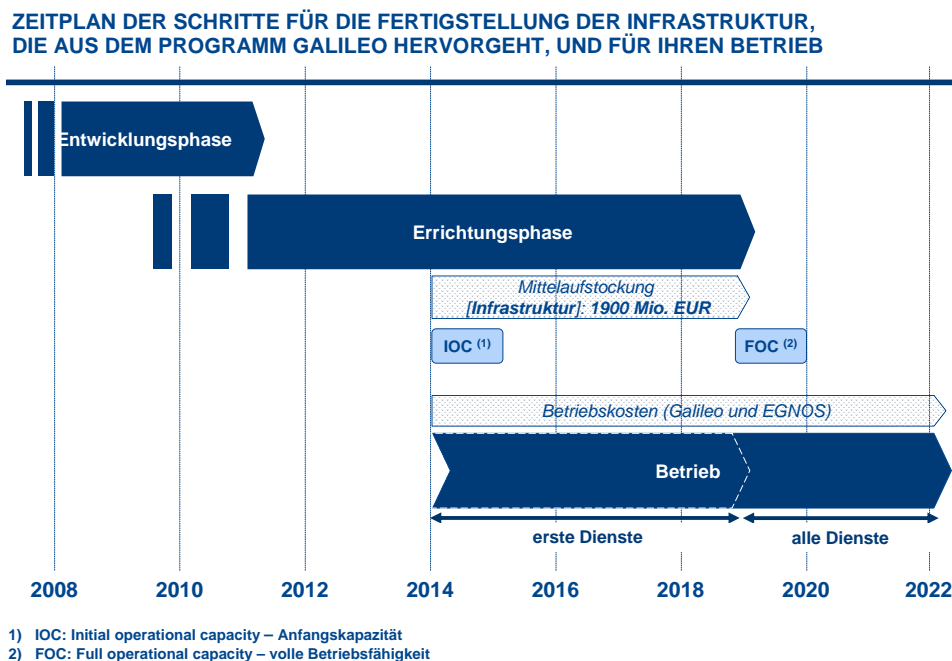 ZEITPLAN DER SCHRITTE FÜR DIE FERTIGSTELLUNG DER INFRASTRUKTUR,
DIE AUS DEM PROGRAMM GALILEO HERVORGEHT, UND FÜR IHREN BETRIEB
Entwicklungsphase
Errichtungsphase
Mittelaufstockung
[Infrastruktur]: 1900 Mio. EUR
IOC (1)
FOC (2)
Betriebskosten (Galileo und EGNOS)
Betrieb
erste Dienste
alle Dienste
2008 2010 2012 2014 2016 2018 2020 2022
1) IOC: Initial operational capacity – Anfangskapazität
2) FOC: Full operational capacity – volle Betriebsfähigkeit